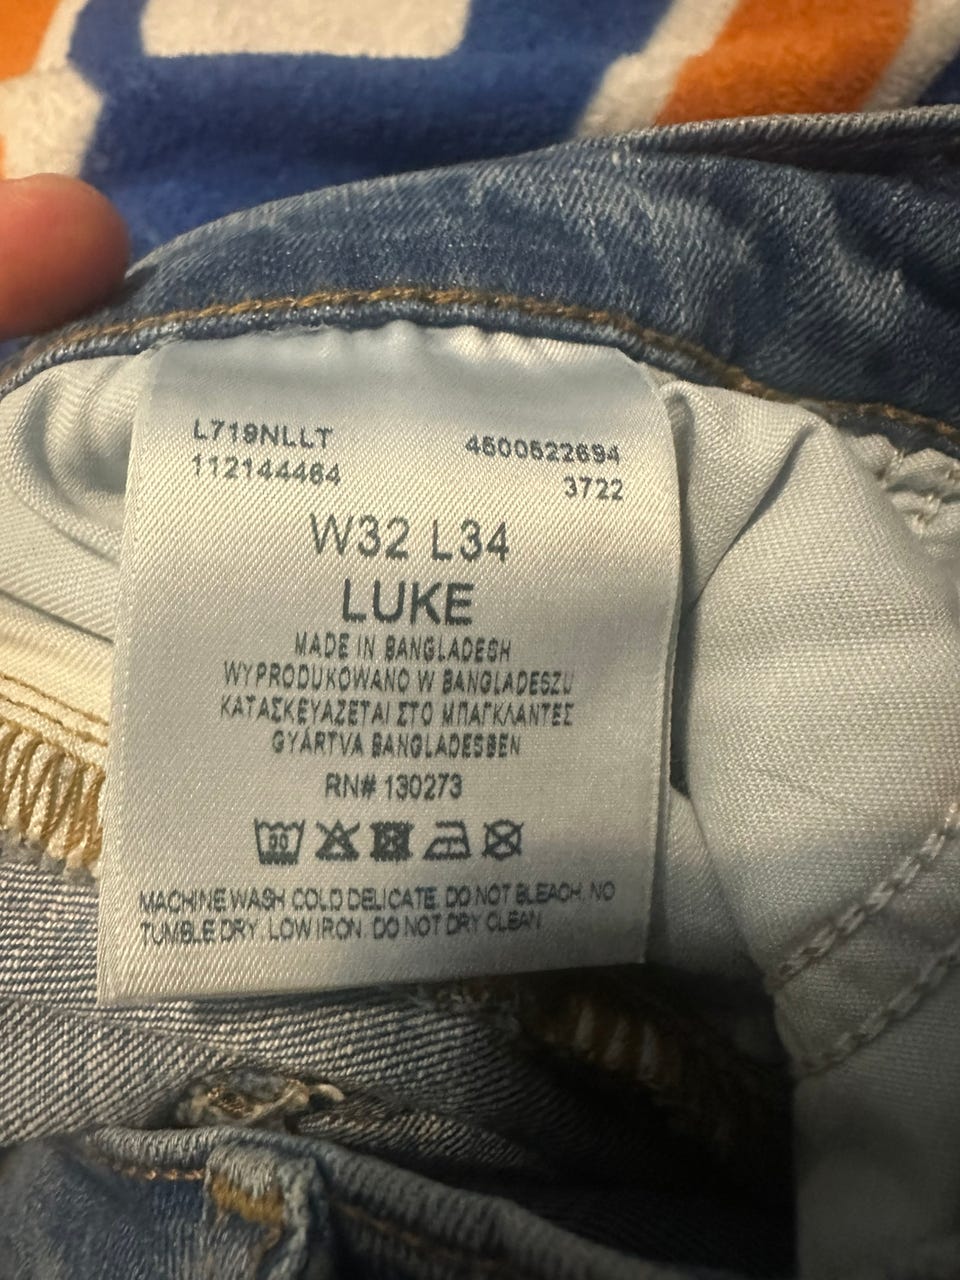 L719NLLT
112144464
4500522694
3722
W32 L34
LUKE
MADE IN BANGLADESH
WYPRODUKOWANO W BANGLADESZU
ΚΑΤΑΣΚΕΥΑΖΕΤΑΙ ΣΤΟ ΜΠΑΓΚΛΑΝΤΕΣ
GYÁRTVA BANGLADESBEN
RN# 130273
30
MACHINE WASH COLD DELICATE. DO NOT BLEACH. NO
TUMBLE DRY. LOW IRON. DO NOT DRY CLEAN